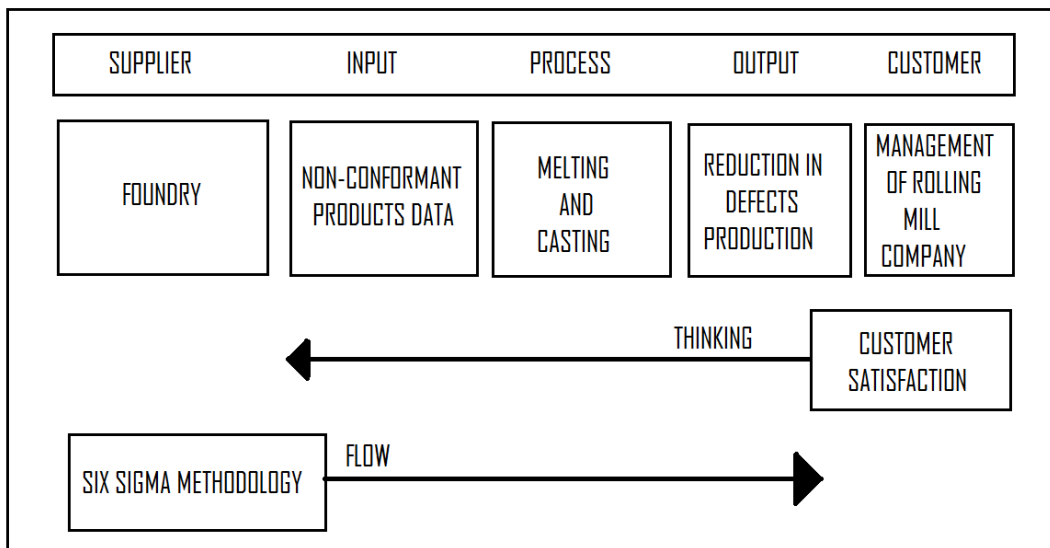 SUPPLIER INPUT PROCESS OUTPUT CUSTOMER
FOUNDRY
NON-CONFORMANT
PRODUCTS DATA
MELTING
AND
CASTING
REDUCTION IN
DEFECTS
PRODUCTION
MANAGEMENT
OF ROLLING
MILL
COMPANY
THINKING
CUSTOMER
SATISFACTION
SIX SIGMA METHODOLOGY
FLOW